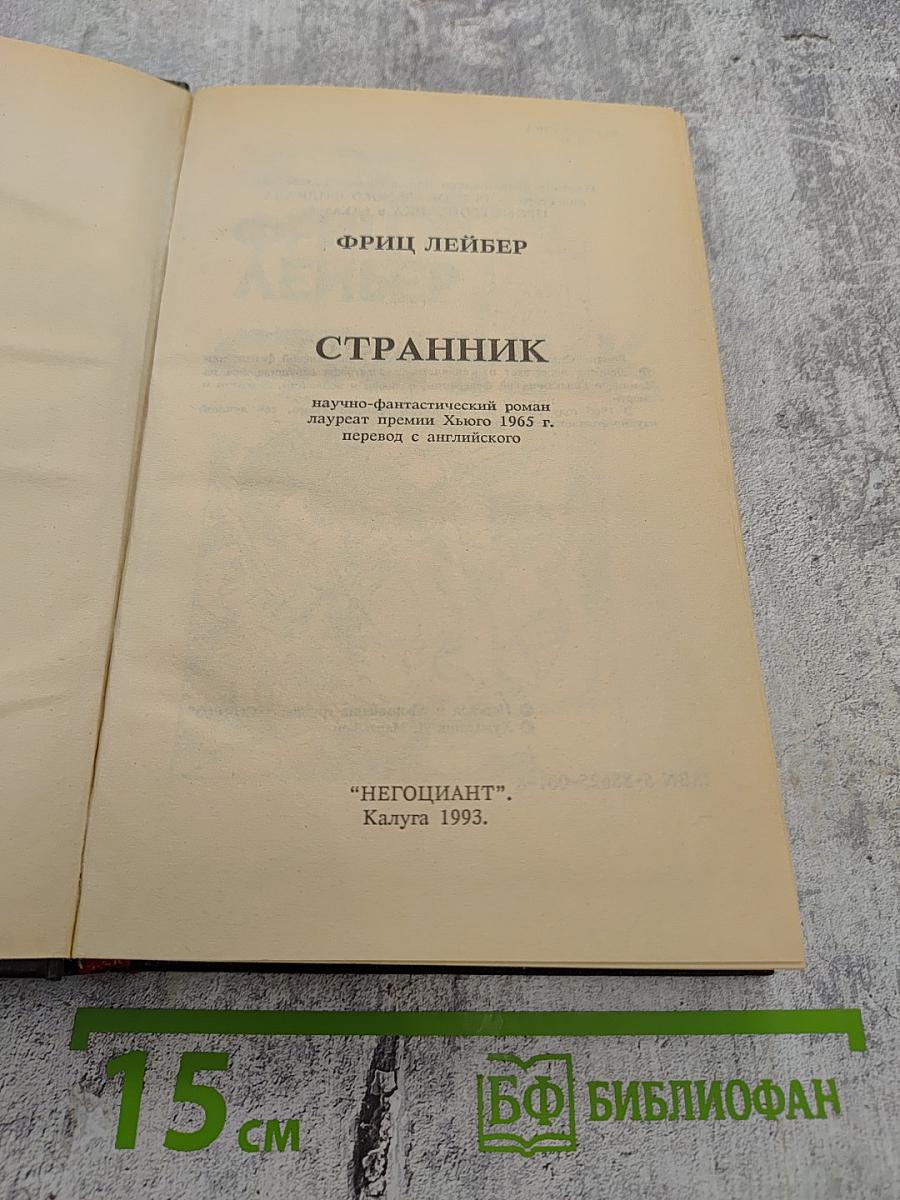 ФРИЦ ЛЕЙБЕР
СТРАННИК
научно-фантастический роман
лауреат премии Хьюго 1965 г.
перевод с английского
“НЕГОЦИАНТ”.
Калуга 1993.
15 см
БФ БИБЛИОФАН